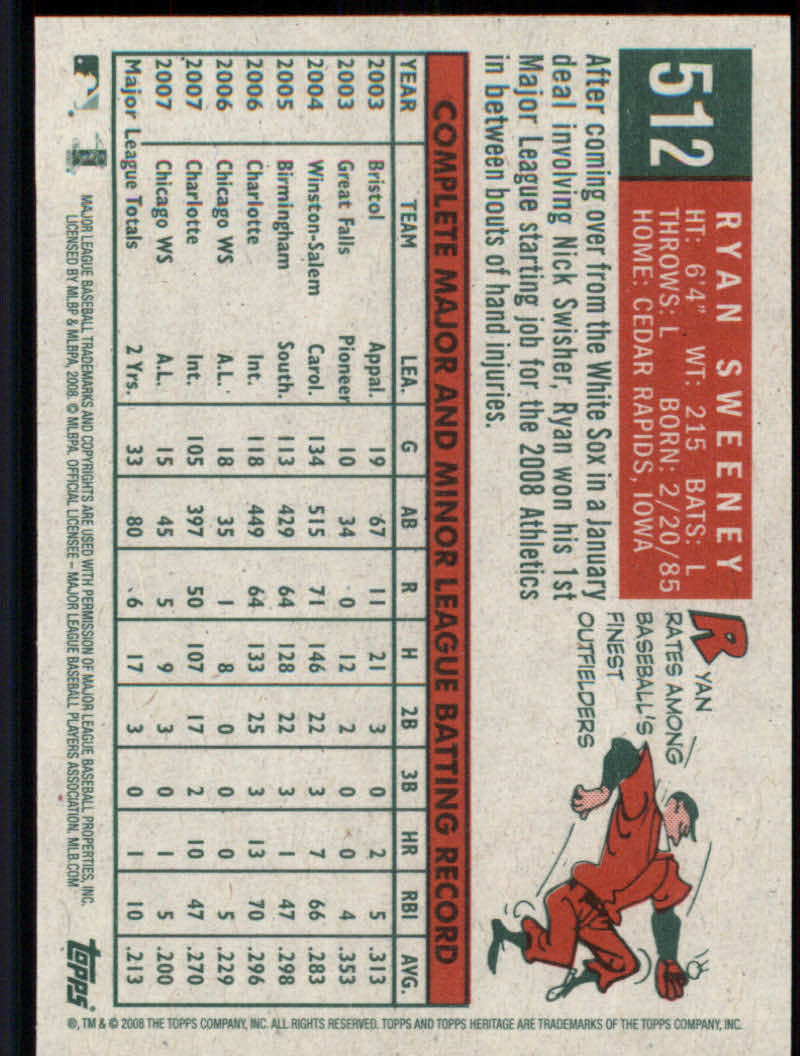 512
RYAN SWEENEY
HT: 6'4" WT: 215 BATS: L
THROWS: L BORN: 2/20/85
HOME: CEDAR RAPIDS, IOWA
After coming over from the White Sox in a January
deal involving Nick Swisher, Ryan won his 1st
Major League starting job for the 2008 Athletics
in between bouts of hand injuries.
RYAN
RATES AMONG
BASEBALL'S
FINEST
OUTFIELDERS
COMPLETE MAJOR AND MINOR LEAGUE BATTING RECORD
YEAR TEAM LEA. G AB R H 2B 3B HR RBI AVG.
2003 Bristol Appal. 19 67 11 21 3 0 2 5 .313
2003 Great Falls Pioneer 10 34 0 12 2 0 0 4 .353
2004 Winston-Salem Carol. 134 515 71 146 22 3 7 66 .283
2005 Birmingham South. 113 429 64 128 22 3 1 47 .298
2006 Charlotte Int. 118 449 64 133 25 3 13 70 .296
2006 Chicago WS A.L. 18 35 1 8 0 0 0 5 .229
2007 Charlotte Int. 105 397 50 107 17 2 10 47 .270
2007 Chicago WS A.L. 15 45 5 9 3 0 1 5 .200
Major League Totals 2 Yrs. 33 80 6 17 3 0 1 10 .213
MAJOR LEAGUE BASEBALL TRADEMARKS AND COPYRIGHTS ARE USED WITH PERMISSION OF MAJOR LEAGUE BASEBALL PROPERTIES, INC.
LICENSED BY MLBP & MLBPA, 2008. © MLBPA. OFFICIAL LICENSEE – MAJOR LEAGUE BASEBALL PLAYERS ASSOCIATION. MLB.COM
topps
®, TM & © 2008 THE TOPPS COMPANY, INC. ALL RIGHTS RESERVED. TOPPS AND TOPPS HERITAGE ARE TRADEMARKS OF THE TOPPS COMPANY, INC.